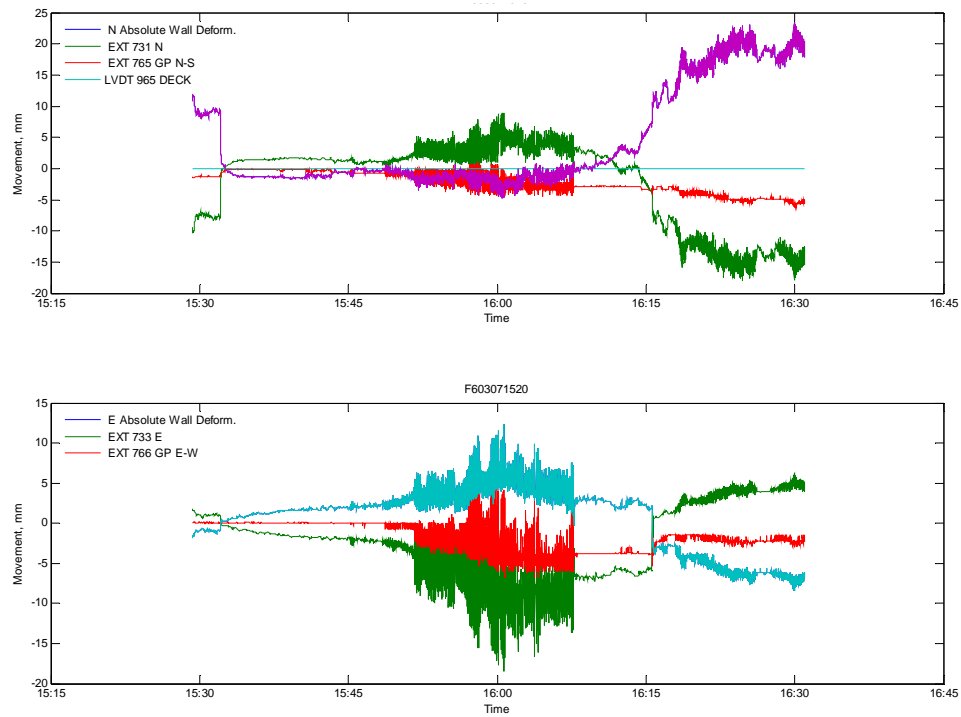 25
20
15
10
5
0
-5
-10
-15
-20
Movement, mm
N Absolute Wall Deform.
EXT 731 N
EXT 765 GP N-S
LVDT 965 DECK
15:15 15:30 15:45 16:00 16:15 16:30 16:45
Time
F603071520
15
10
5
0
-5
-10
-15
-20
Movement, mm
E Absolute Wall Deform.
EXT 733 E
EXT 766 GP E-W
15:15 15:30 15:45 16:00 16:15 16:30 16:45
Time